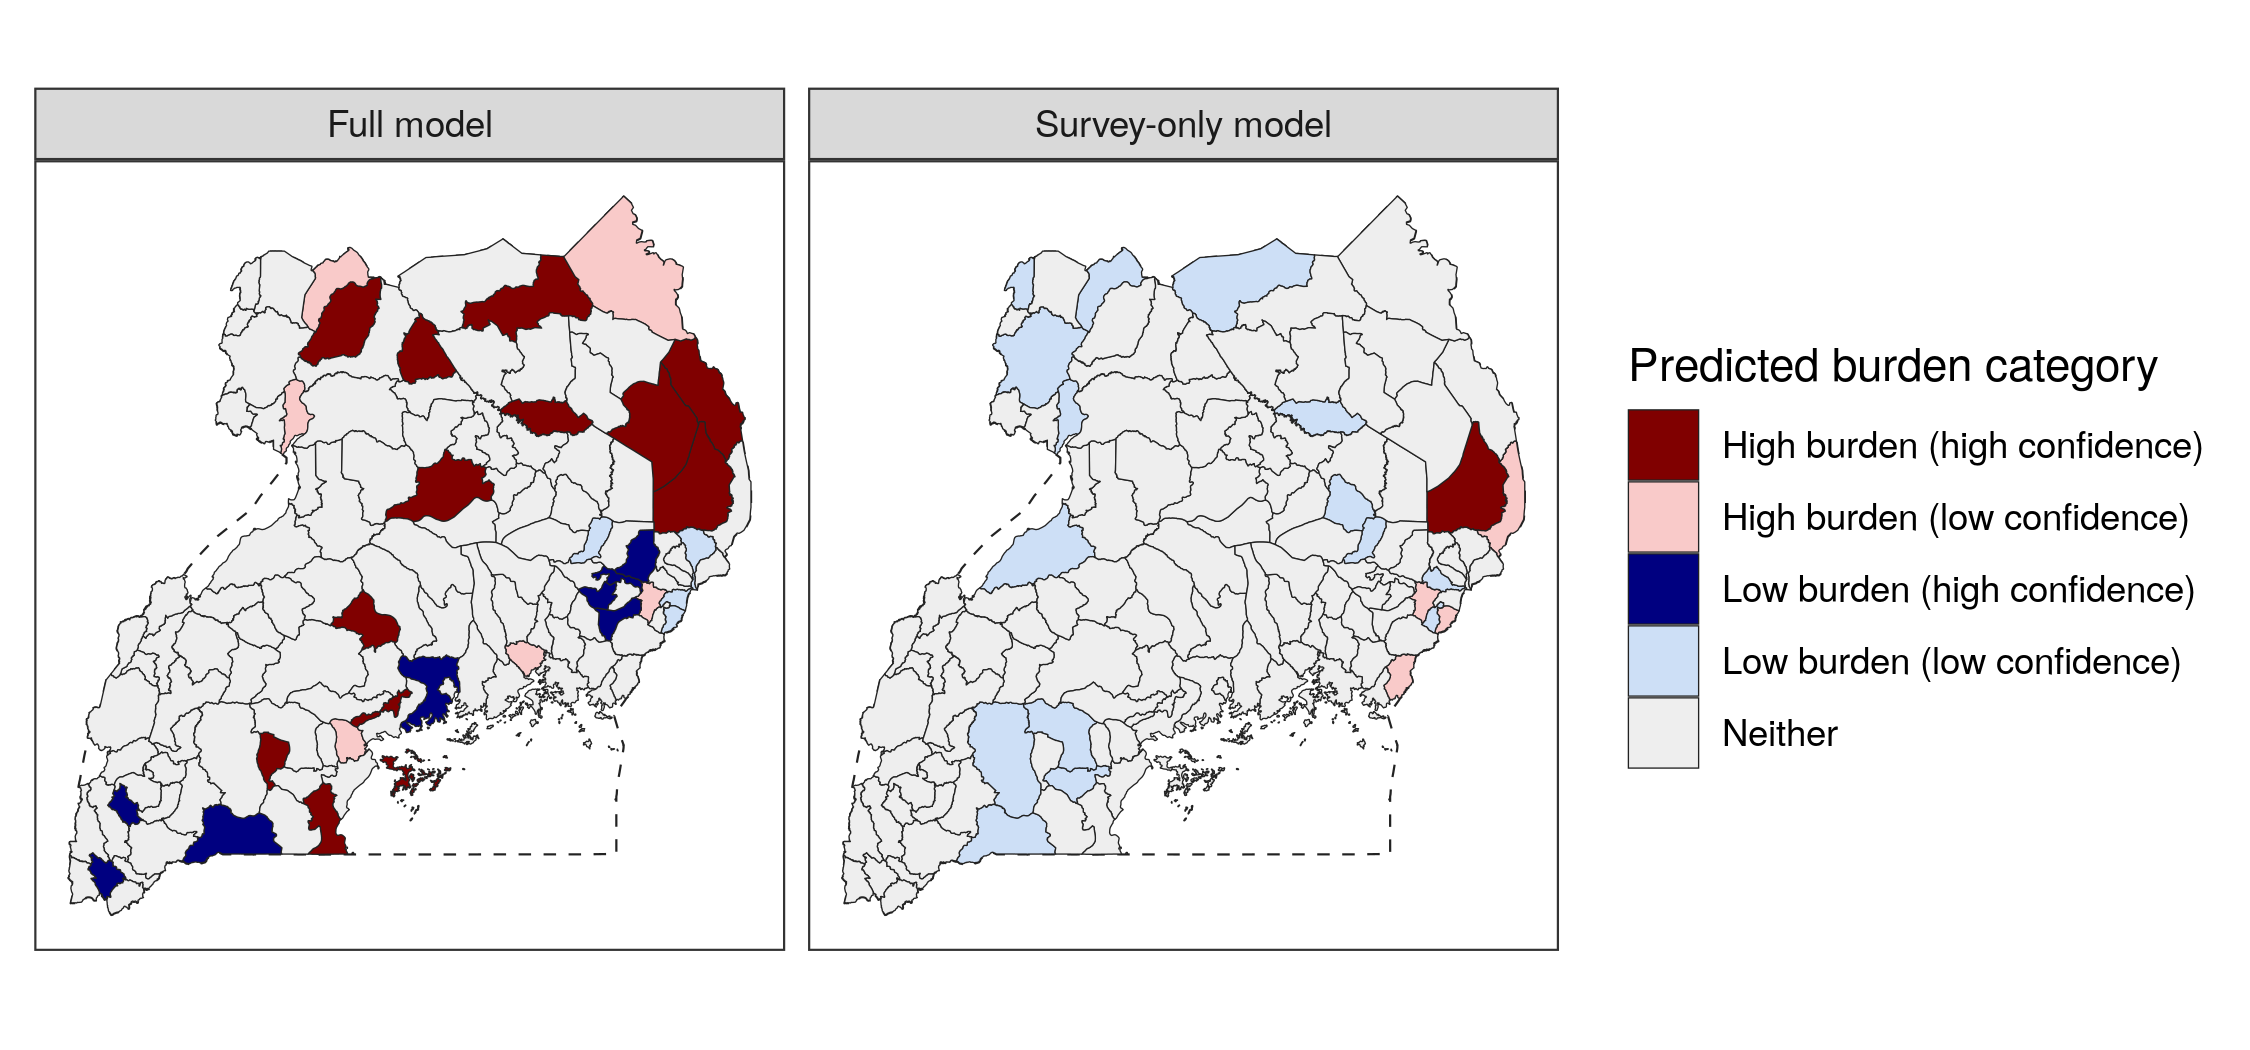 Full model
Survey-only model
Predicted burden category
High burden (high confidence)
High burden (low confidence)
Low burden (high confidence)
Low burden (low confidence)
Neither